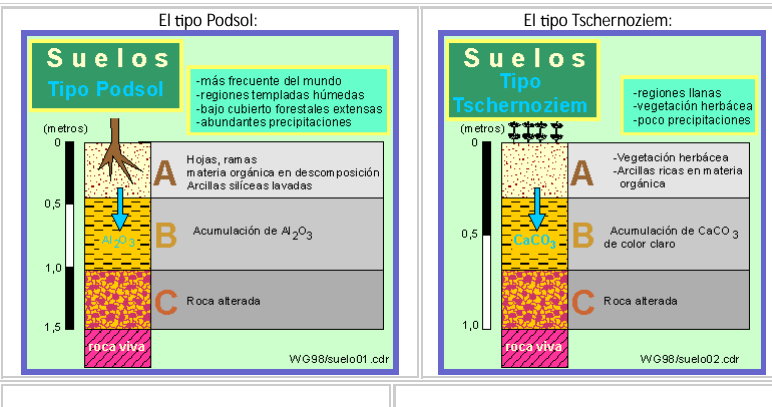 El tipo Podsol:
Suelos
Tipo Podsol
-más frecuente del mundo
-regiones templadas húmedas
-bajo cubierto forestales extensas
-abundantes precipitaciones
(metros)
0
0,5
1,0
1,5
A
Hojas, ramas
materia orgánica en descomposición
Arcillas silíceas lavadas
Al2O3
B
Acumulación de Al2O3
C
Roca alterada
roca viva
WG98/suelo01.cdr
El tipo Tschernoziem:
Suelos
Tipo
Tschernoziem
-regiones llanas
-vegetación herbácea
-poco precipitaciones
(metros)
0
0,5
1,0
A
-Vegetación herbácea
-Arcillas ricas en materia
orgánica
CaCO3
B
Acumulación de CaCO3
de color claro
C
Roca alterada
roca viva
WG98/suelo02.cdr